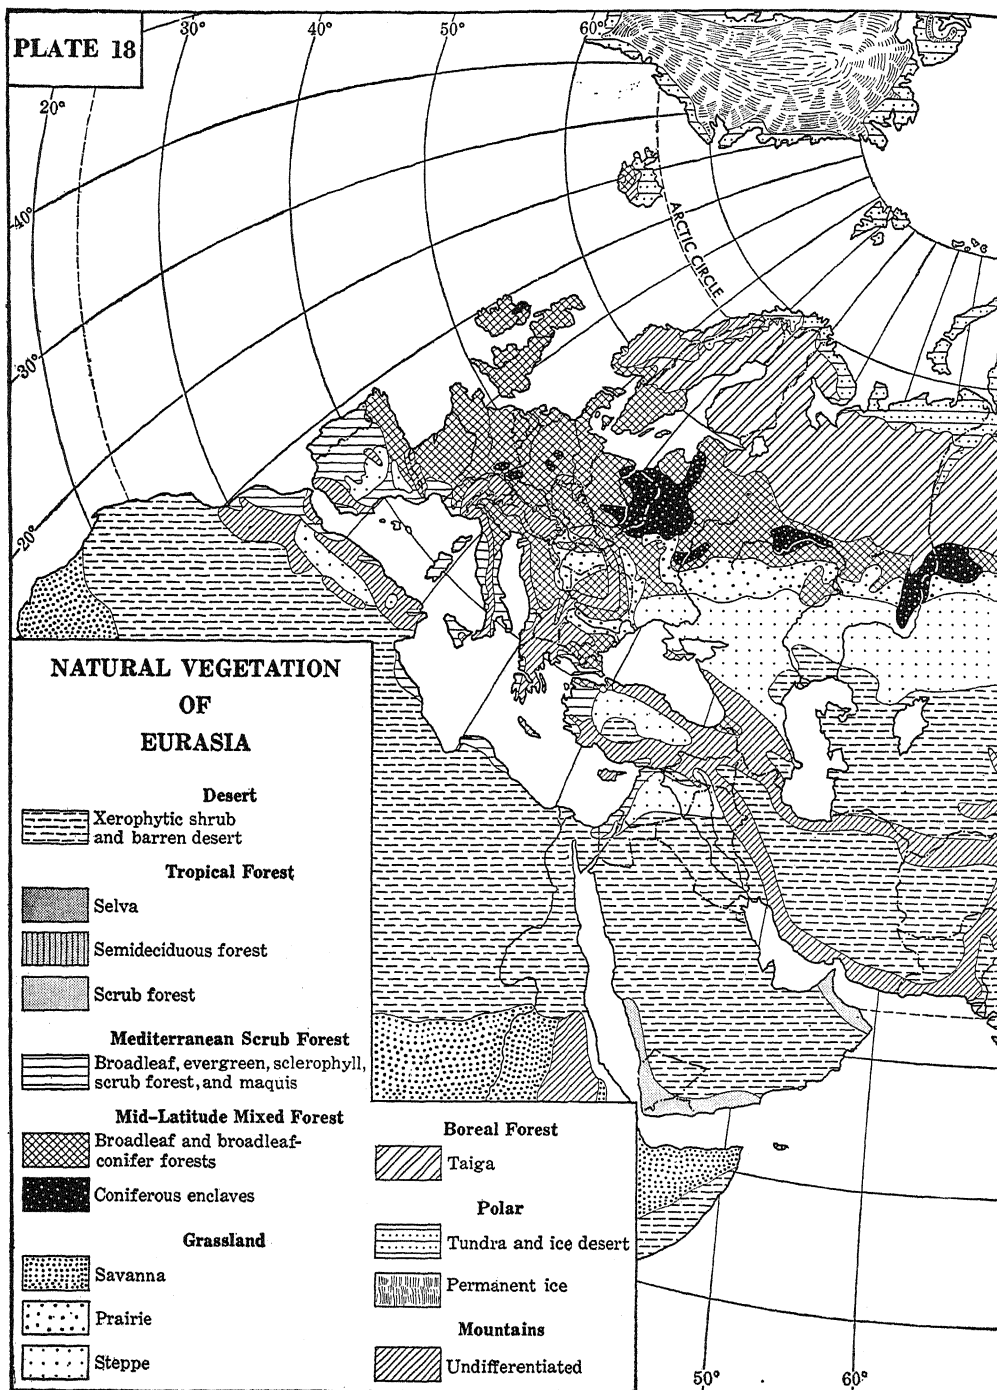 PLATE 18
30°
40°
50°
60°
20°
40°
30°
20°
ARCTIC CIRCLE
NATURAL VEGETATION
OF
EURASIA
Desert
Xerophytic shrub
and barren desert
Tropical Forest
Selva
Semideciduous forest
Scrub forest
Mediterranean Scrub Forest
Broadleaf, evergreen, sclerophyll,
scrub forest, and maquis
Mid-Latitude Mixed Forest
Broadleaf and broadleaf-
conifer forests
Coniferous enclaves
Grassland
Savanna
Prairie
Steppe
Boreal Forest
Taiga
Polar
Tundra and ice desert
Permanent ice
Mountains
Undifferentiated
50°
60°